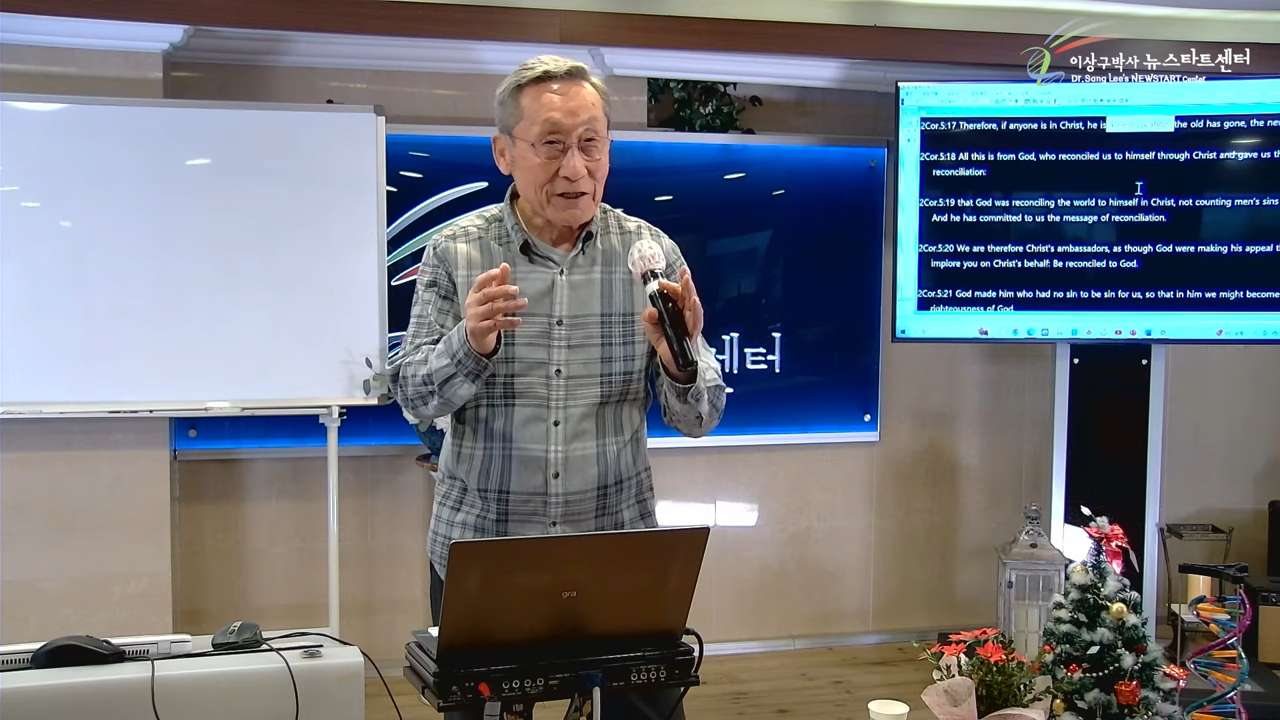 이상구박사 뉴스타트센터
Dr. Sang Lee's NEWSTART Center
2Cor.5:17 Therefore, if anyone is in Christ, he is the old has gone, the new
2Cor.5:18 All this is from God, who reconciled us to himself through Christ and gave us th
reconciliation:
2Cor.5:19 that God was reconciling the world to himself in Christ, not counting men's sins
And he has committed to us the message of reconciliation.
2Cor.5:20 We are therefore Christ's ambassadors, as though God were making his appeal t
implore you on Christ's behalf: Be reconciled to God.
2Cor.5:21 God made him who had no sin to be sin for us, so that in him we might become
righteousness of God.
센터
gra